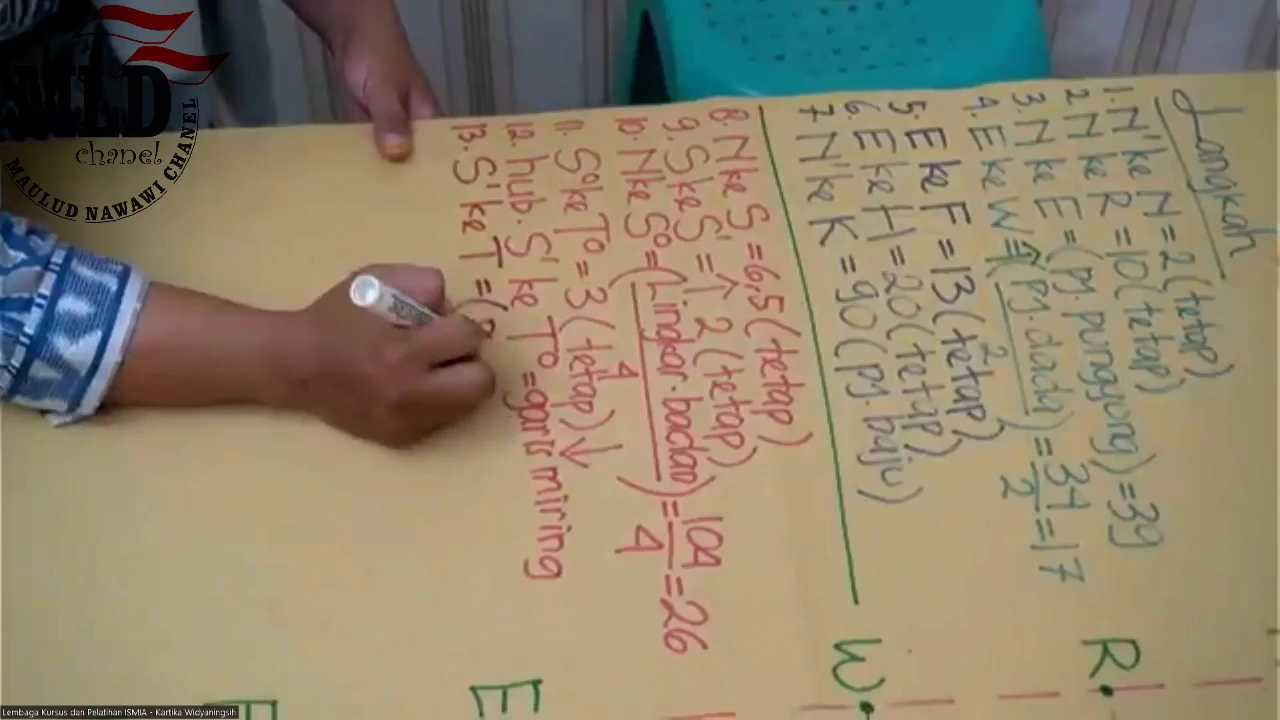 Langkah
1. N' ke N = 2 (tetap)
2. N ke R = 10 (tetap)
3. N ke E = (pj. punggung) = 39
4. E ke W = ↑ (pj. dada) = 34 = 17
2 2
5. E ke F = 13 (tetap)
6. E ke H = 20 (tetap)
7. N' ke K = 90 (pj. baju)
8. N ke S = 6,5 (tetap)
9. S ke S' = ↑. 2 (tetap)
10. N ke S° = (Lingkar badan) = 104 = 26
4 4
11. S° ke T° = 3 (tetap) ↓
12. hub. S' ke T° = garis miring
13. S' ke T = (
R.
W.
E
MLD
chanel
MAULUD NAWAWI CHANEL
Lembaga Kursus dan Pelatihan ISMIA - Kartika Widyaningsih